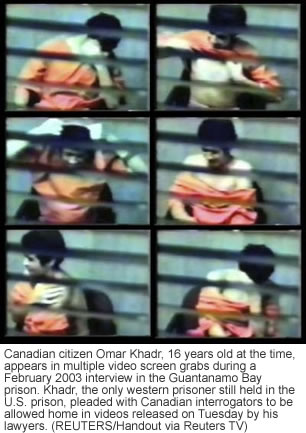 Canadian citizen Omar Khadr, 16 years old at the time,
appears in multiple video screen grabs during a
February 2003 interview in the Guantanamo Bay
prison. Khadr, the only western prisoner still held in the
U.S. prison, pleaded with Canadian interrogators to be
allowed home in videos released on Tuesday by his
lawyers. (REUTERS/Handout via Reuters TV)